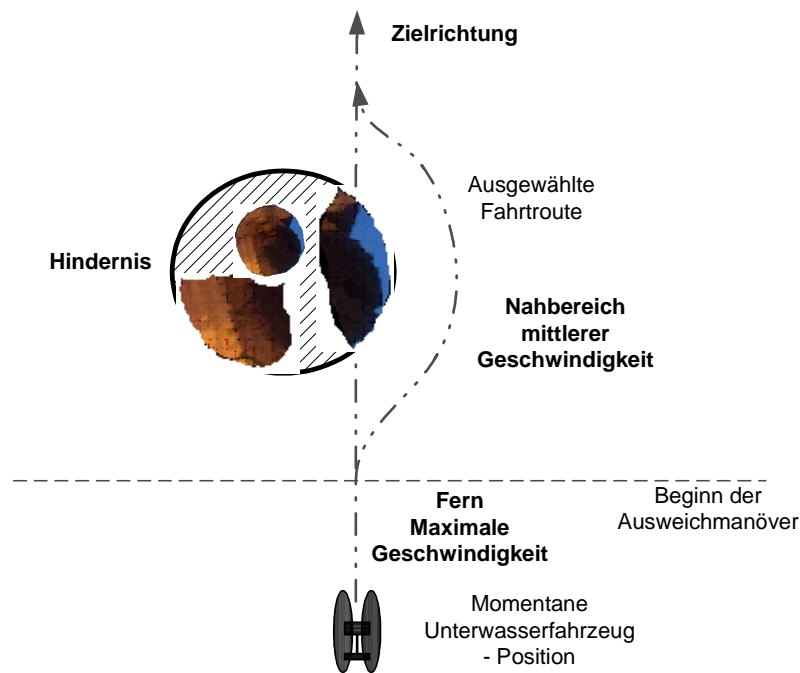 Zielrichtung
Ausgewählte
Fahrtroute
Hindernis
Nahbereich
mittlerer
Geschwindigkeit
Fern
Maximale
Geschwindigkeit
Beginn der
Ausweichmanöver
Momentane
Unterwasserfahrzeug
- Position